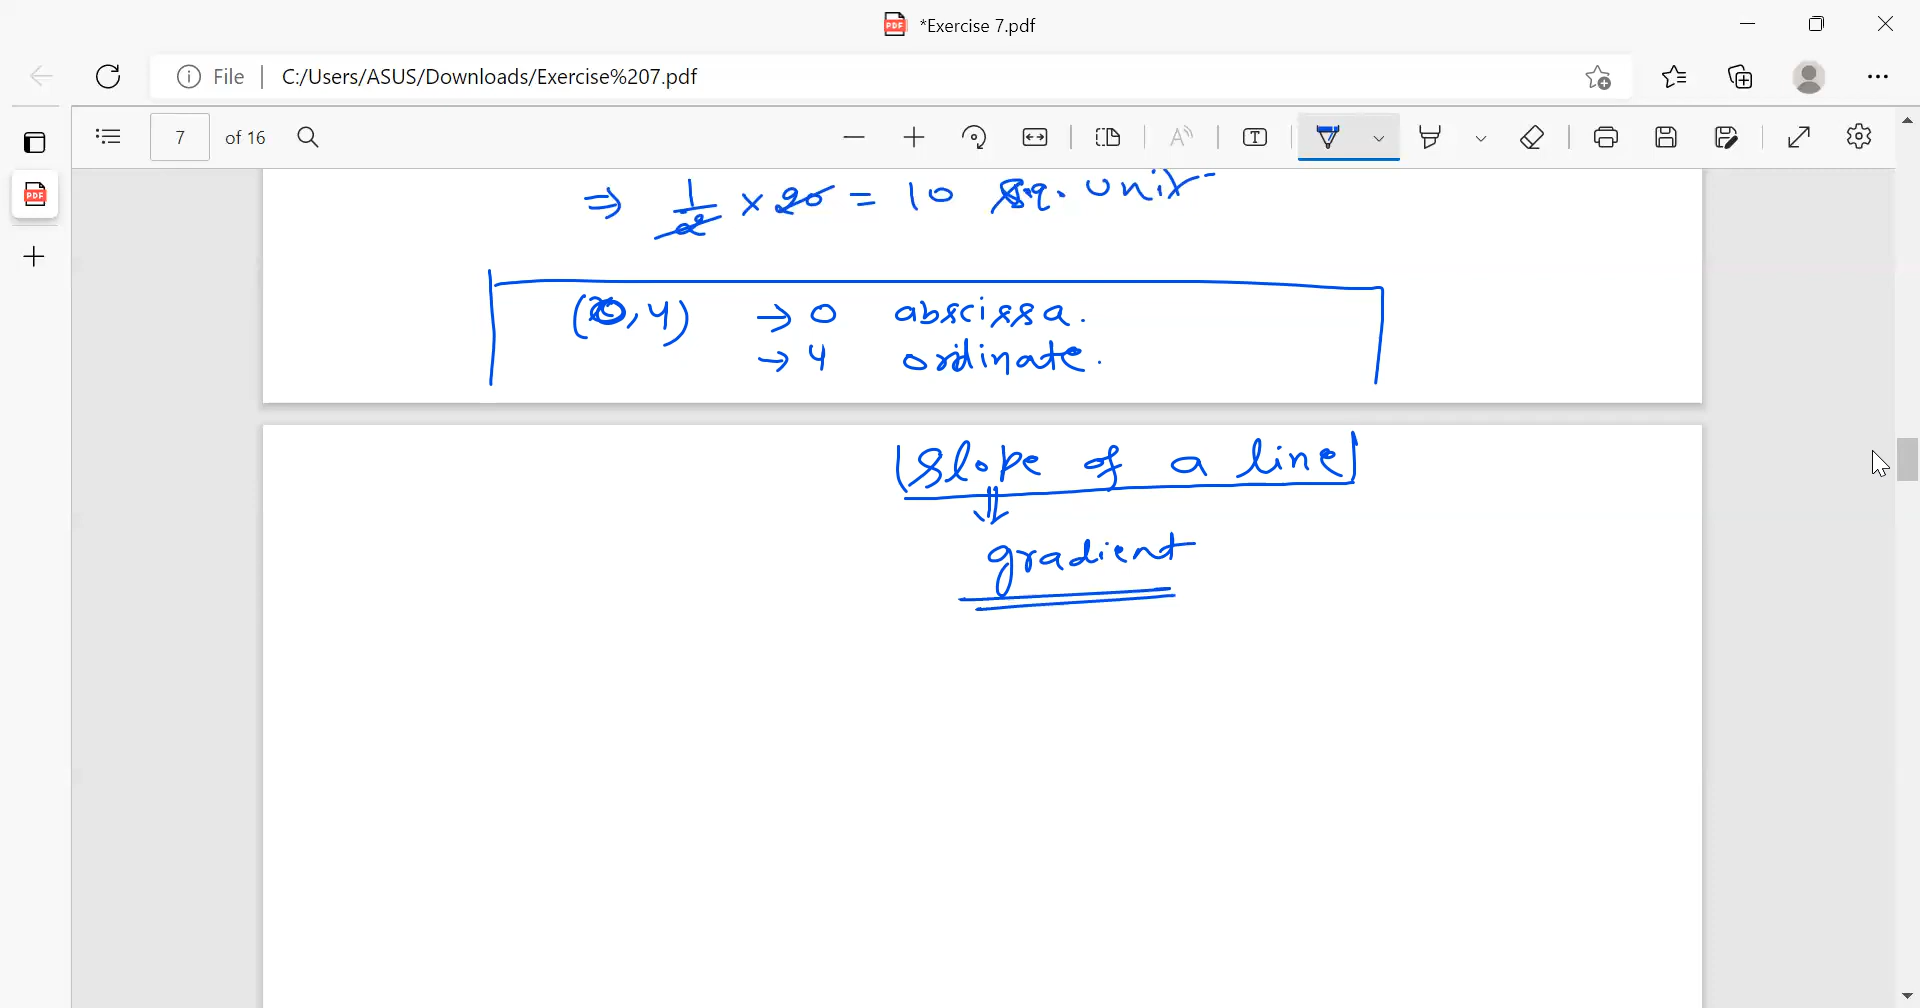 *Exercise 7.pdf
File | C:/Users/ASUS/Downloads/Exercise%207.pdf
7 of 16
⇒ 1/2 × 20 = 10 Sq. unit
(0, 4) → 0 abscissa.
→ 4 ordinate.
Slope of a line
⇓
gradient